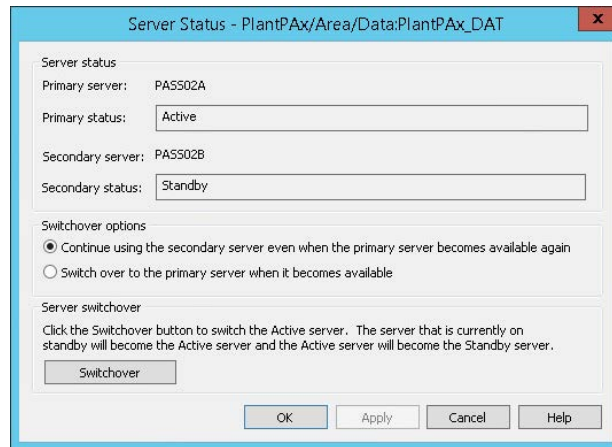 Server Status - PlantPAx/Area/Data:PlantPAx_DAT
x
Server status
Primary server: PASS02A
Primary status: Active
Secondary server: PASS02B
Secondary status: Standby
Switchover options
Continue using the secondary server even when the primary server becomes available again
Switch over to the primary server when it becomes available
Server switchover
Click the Switchover button to switch the Active server. The server that is currently on
standby will become the Active server and the Active server will become the Standby server.
Switchover
OK Apply Cancel Help